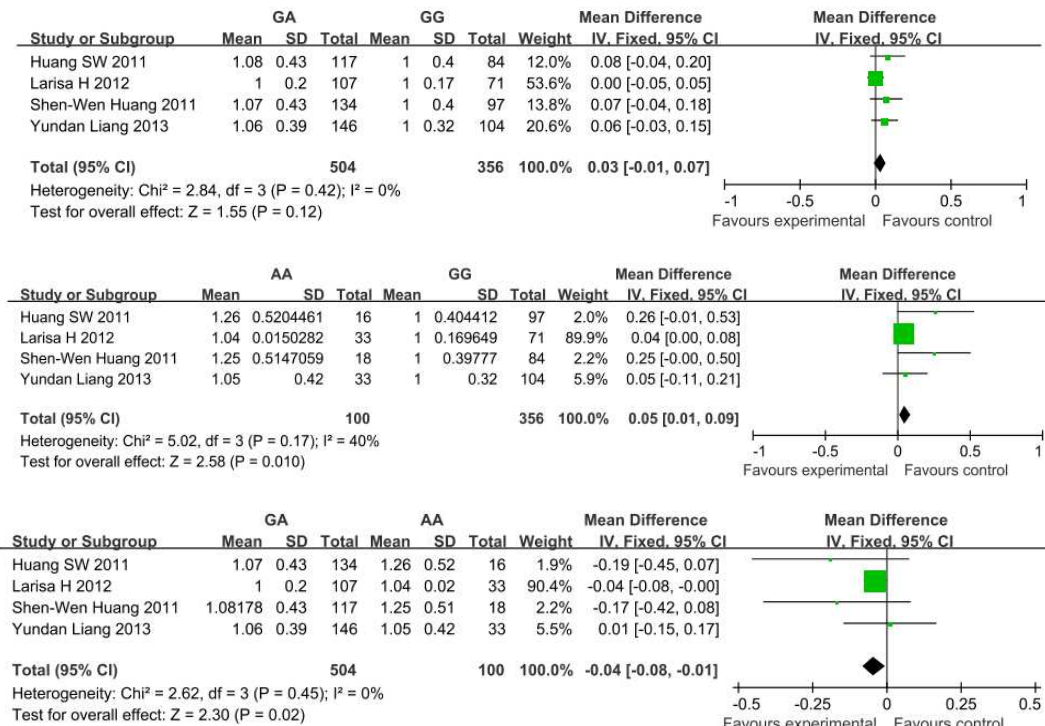 GA GG Mean Difference Mean Difference
Study or Subgroup Mean SD Total Mean SD Total Weight IV, Fixed, 95% CI IV, Fixed, 95% CI
Huang SW 2011 1.08 0.43 117 1 0.4 84 12.0% 0.08 [-0.04, 0.20]
Larisa H 2012 1 0.2 107 1 0.17 71 53.6% 0.00 [-0.05, 0.05]
Shen-Wen Huang 2011 1.07 0.43 134 1 0.4 97 13.8% 0.07 [-0.04, 0.18]
Yundan Liang 2013 1.06 0.39 146 1 0.32 104 20.6% 0.06 [-0.03, 0.15]
Total (95% CI) 504 356 100.0% 0.03 [-0.01, 0.07]
Heterogeneity: Chi² = 2.84, df = 3 (P = 0.42); I² = 0%
Test for overall effect: Z = 1.55 (P = 0.12)
-1 -0.5 0 0.5 1
Favours experimental Favours control
AA GG Mean Difference Mean Difference
Study or Subgroup Mean SD Total Mean SD Total Weight IV, Fixed, 95% CI IV, Fixed, 95% CI
Huang SW 2011 1.26 0.5204461 16 1 0.404412 97 2.0% 0.26 [-0.01, 0.53]
Larisa H 2012 1.04 0.0150282 33 1 0.169649 71 89.9% 0.04 [0.00, 0.08]
Shen-Wen Huang 2011 1.25 0.5147059 18 1 0.39777 84 2.2% 0.25 [-0.00, 0.50]
Yundan Liang 2013 1.05 0.42 33 1 0.32 104 5.9% 0.05 [-0.11, 0.21]
Total (95% CI) 100 356 100.0% 0.05 [0.01, 0.09]
Heterogeneity: Chi² = 5.02, df = 3 (P = 0.17); I² = 40%
Test for overall effect: Z = 2.58 (P = 0.010)
-1 -0.5 0 0.5 1
Favours experimental Favours control
GA AA Mean Difference Mean Difference
Study or Subgroup Mean SD Total Mean SD Total Weight IV, Fixed, 95% CI IV, Fixed, 95% CI
Huang SW 2011 1.07 0.43 134 1.26 0.52 16 1.9% -0.19 [-0.45, 0.07]
Larisa H 2012 1 0.2 107 1.04 0.02 33 90.4% -0.04 [-0.08, -0.00]
Shen-Wen Huang 2011 1.08178 0.43 117 1.25 0.51 18 2.2% -0.17 [-0.42, 0.08]
Yundan Liang 2013 1.06 0.39 146 1.05 0.42 33 5.5% 0.01 [-0.15, 0.17]
Total (95% CI) 504 100 100.0% -0.04 [-0.08, -0.01]
Heterogeneity: Chi² = 2.62, df = 3 (P = 0.45); I² = 0%
Test for overall effect: Z = 2.30 (P = 0.02)
-0.5 -0.25 0 0.25 0.5
Favours experimental Favours control